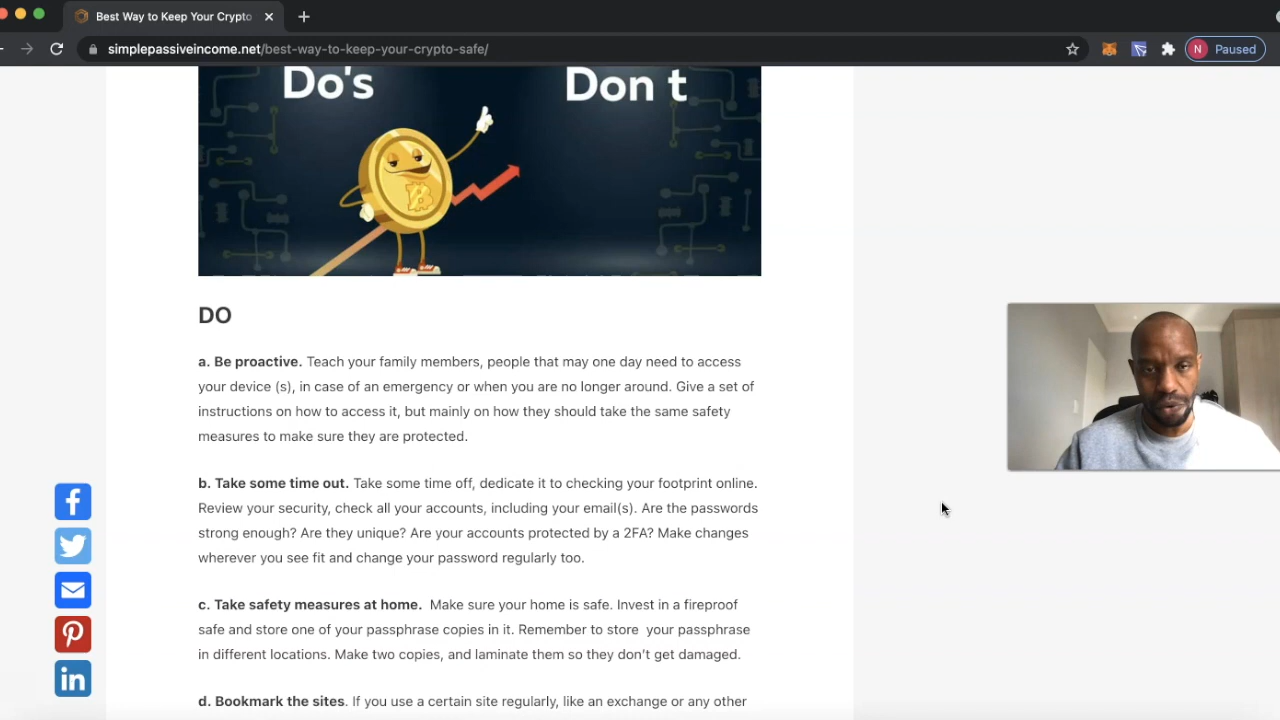 Best Way to Keep Your Crypto
simplepassiveincome.net/best-way-to-keep-your-crypto-safe/
N Paused
Do's
Don t
DO
a. Be proactive. Teach your family members, people that may one day need to access
your device (s), in case of an emergency or when you are no longer around. Give a set of
instructions on how to access it, but mainly on how they should take the same safety
measures to make sure they are protected.
b. Take some time out. Take some time off, dedicate it to checking your footprint online.
Review your security, check all your accounts, including your email(s). Are the passwords
strong enough? Are they unique? Are your accounts protected by a 2FA? Make changes
wherever you see fit and change your password regularly too.
c. Take safety measures at home. Make sure your home is safe. Invest in a fireproof
safe and store one of your passphrase copies in it. Remember to store your passphrase
in different locations. Make two copies, and laminate them so they don't get damaged.
d. Bookmark the sites. If you use a certain site regularly, like an exchange or any other